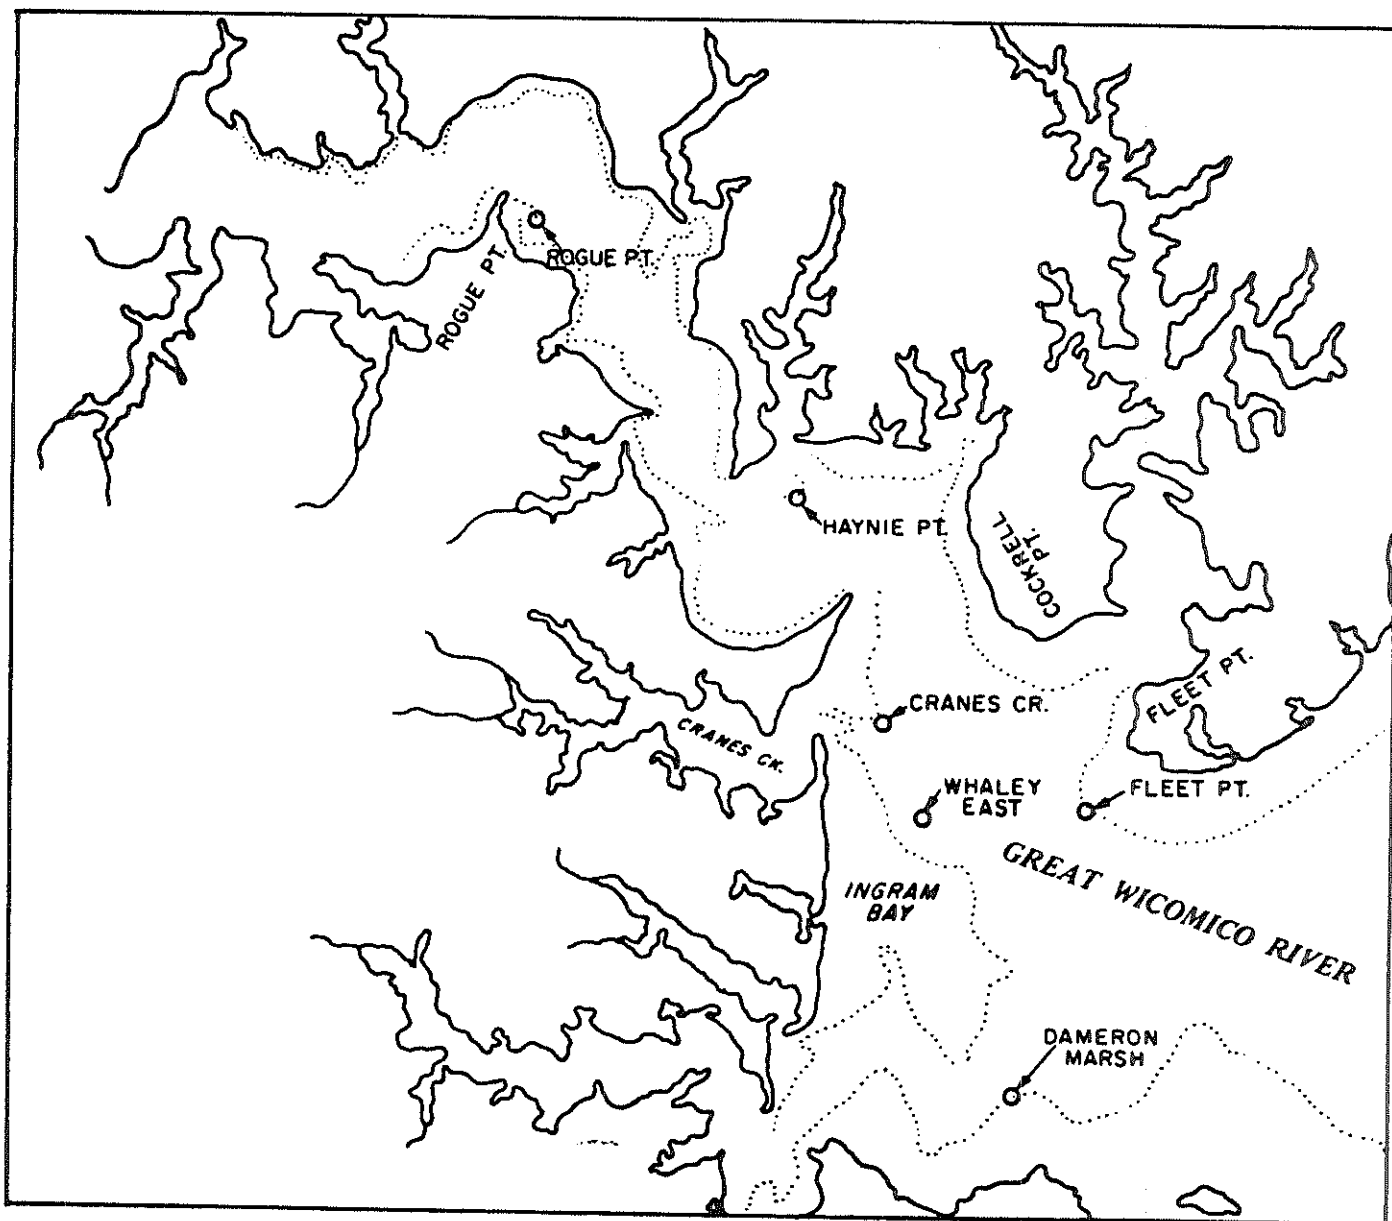 ROGUE PT.
ROGUE PT.
HAYNIE PT.
COCKRELL
PT.
FLEET PT.
CRANES CR.
CRANES CK.
WHALEY
EAST
FLEET PT.
GREAT WICOMICO RIVER
INGRAM
BAY
DAMERON
MARSH